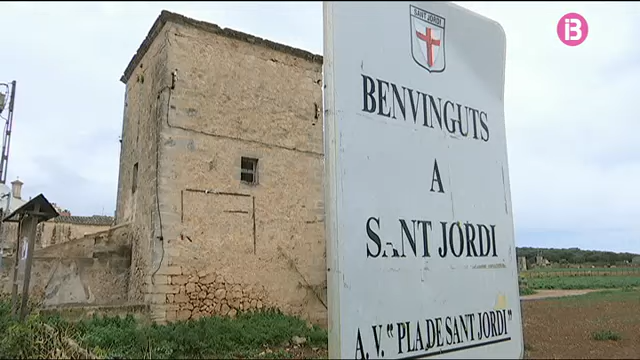 SANT JORDI
BENVINGUTS
A
SANT JORDI
A. V. "PLA DE SANT JORDI"